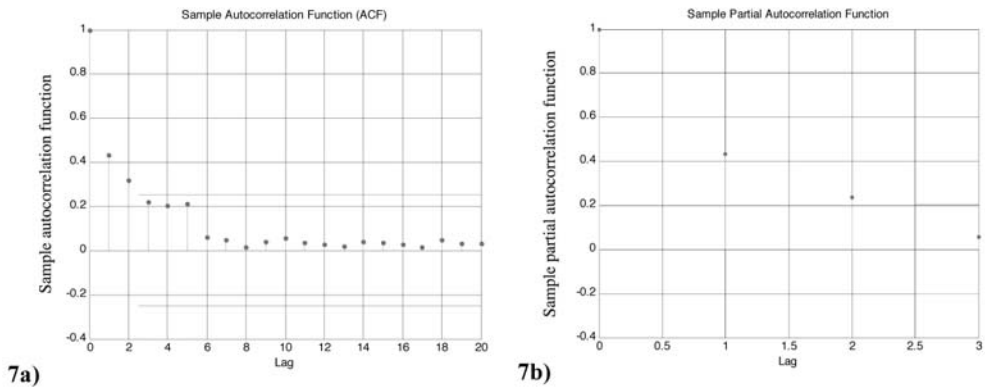 Sample Autocorrelation Function (ACF)
Sample autocorrelation function
1
0.8
0.6
0.4
0.2
0
-0.2
-0.4
0 2 4 6 8 10 12 14 16 18 20
Lag
7a)
Sample Partial Autocorrelation Function
Sample partial autocorrelation function
1
0.8
0.6
0.4
0.2
0
-0.2
-0.4
0 0.5 1 1.5 2 2.5 3
Lag
7b)